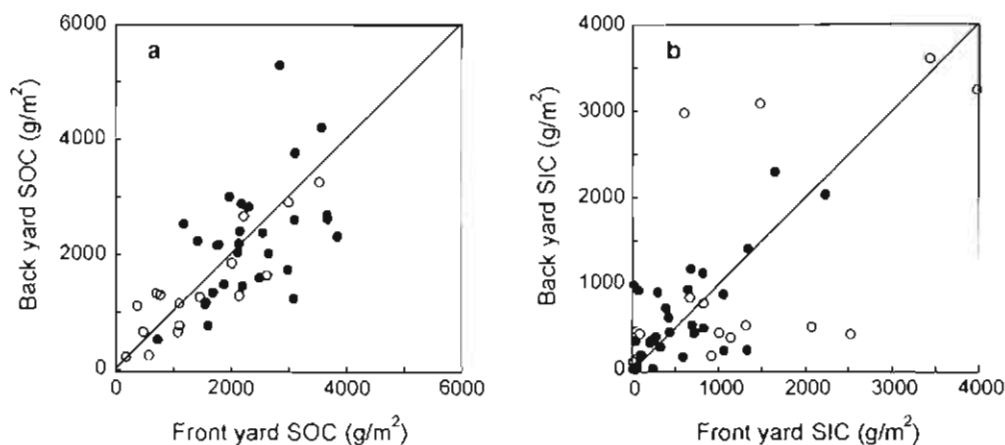 a
6000
4000
2000
0
Back yard SOC (g/m²)
0 2000 4000 6000
Front yard SOC (g/m²)
b
4000
3000
2000
1000
0
Back yard SIC (g/m²)
0 1000 2000 3000 4000
Front yard SIC (g/m²)